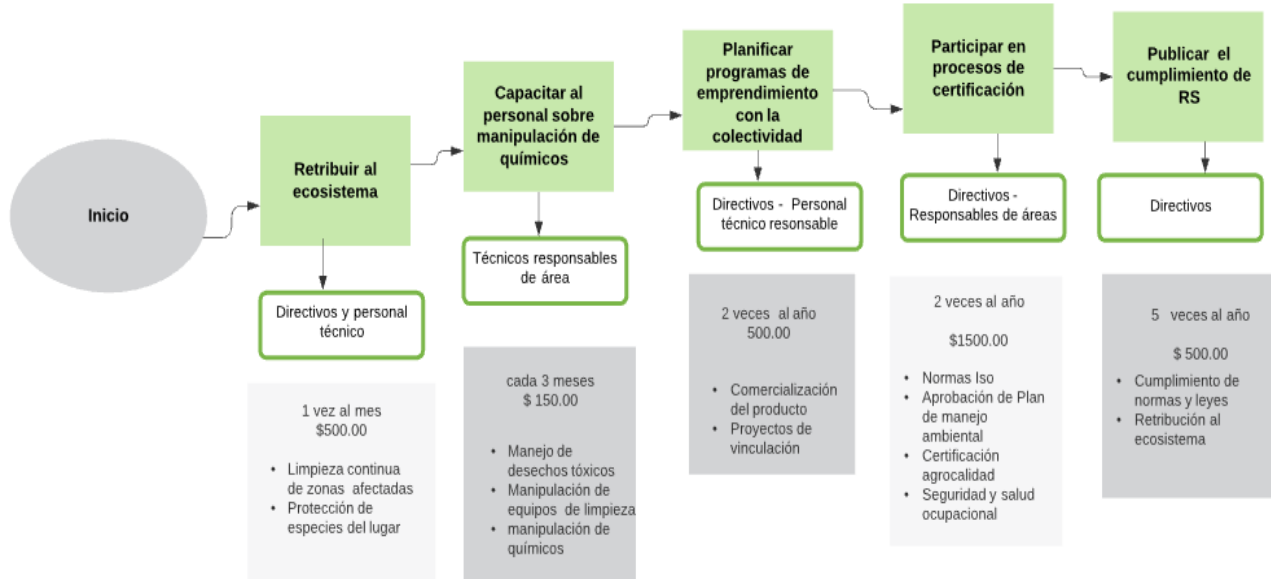 Inicio
Retribuir al
ecosistema
Directivos y personal
técnico
1 vez al mes
$500.00
• Limpieza continua
de zonas afectadas
• Protección de
especies del lugar
Capacitar al
personal sobre
manipulación de
químicos
Técnicos responsables
de área
cada 3 meses
$ 150.00
• Manejo de
desechos tóxicos
• Manipulación de
equipos de limpieza
• manipulación de
químicos
Planificar
programas de
emprendimiento
con la
colectividad
Directivos - Personal
técnico resonsable
2 veces al año
500.00
• Comercialización
del producto
• Proyectos de
vinculación
Participar en
procesos de
certificación
Directivos -
Responsables de áreas
2 veces al año
$1500.00
• Normas Iso
• Aprobación de Plan
de manejo
ambiental
• Certificación
agrocalidad
• Seguridad y salud
ocupacional
Publicar el
cumplimiento de
RS
Directivos
5 veces al año
$ 500.00
• Cumplimiento de
normas y leyes
• Retribución al
ecosistema